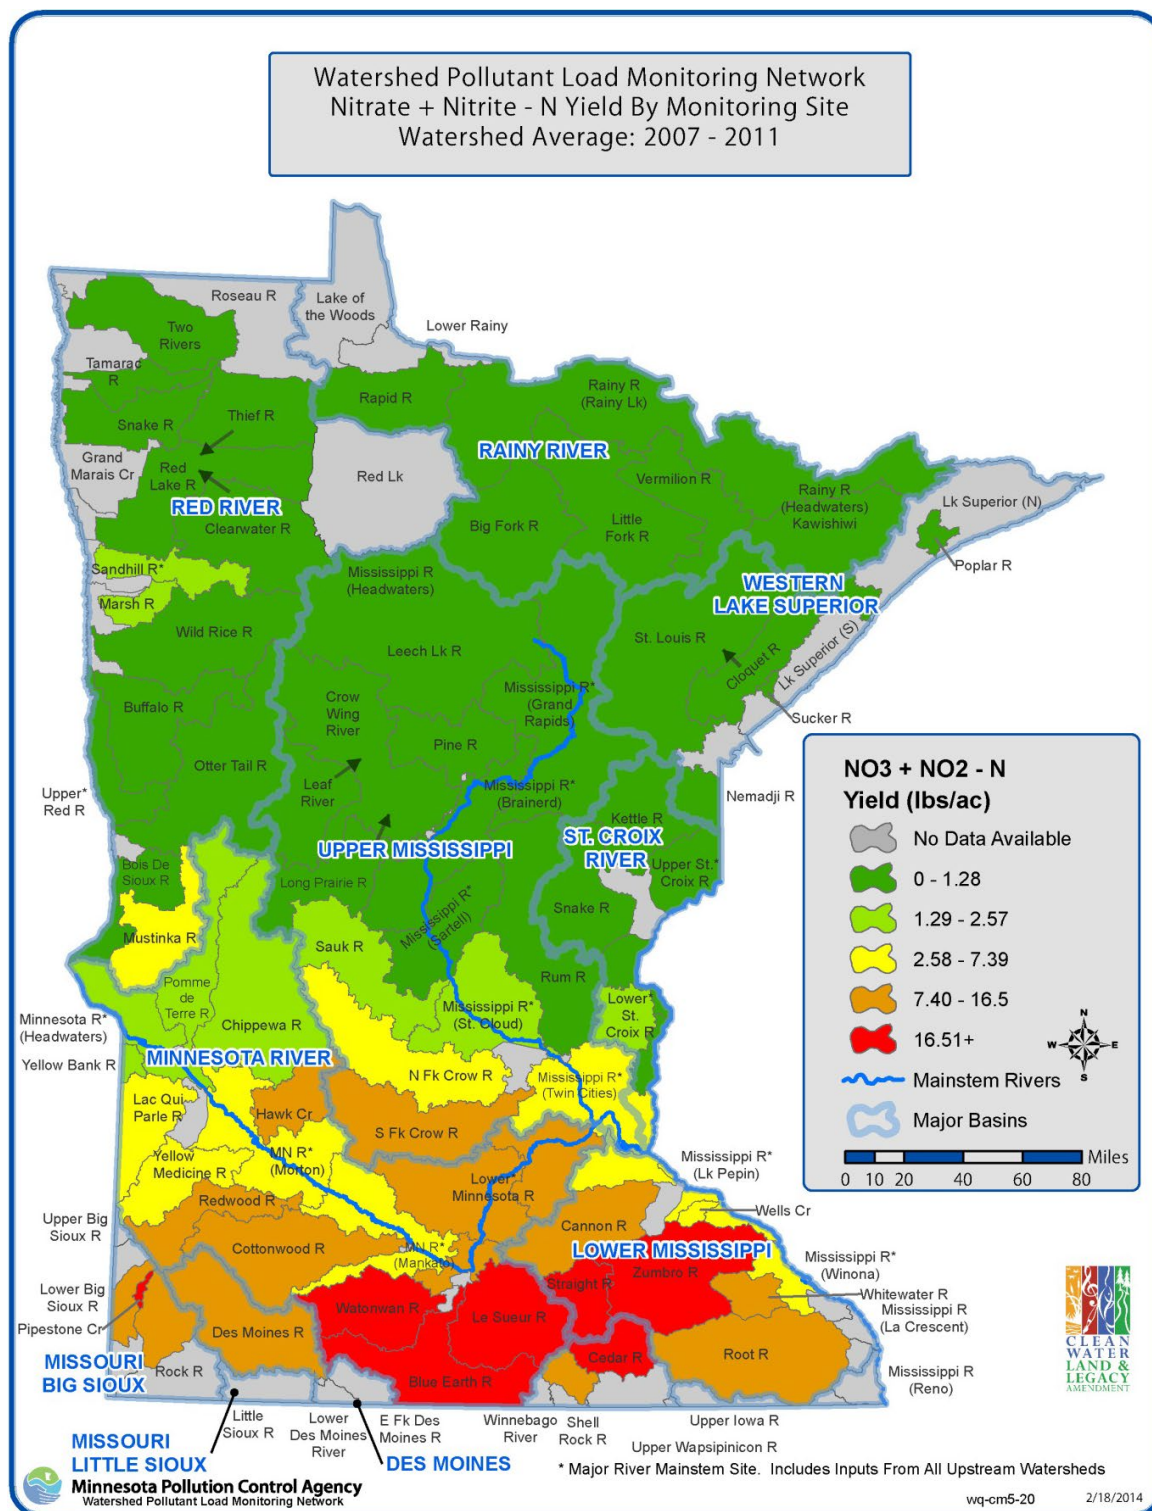 Watershed Pollutant Load Monitoring Network
Nitrate + Nitrite - N Yield By Monitoring Site
Watershed Average: 2007 - 2011
Roseau R
Lake of
the Woods
Lower Rainy
Two
Rivers
Tamarac
R
Rapid R
Rainy R
(Rainy Lk)
Snake R
Thief R
Grand
Marais Cr
Red
Lake R
Red Lk
RAINY RIVER
Vermilion R
Rainy R
(Headwaters)
Kawishiwi
Lk Superior (N)
RED RIVER
Clearwater R
Big Fork R
Little
Fork R
Poplar R
Sandhill R*
Mississippi R
(Headwaters)
WESTERN
LAKE SUPERIOR
Marsh R
Wild Rice R
Leech Lk R
St. Louis R
Cloquet R
Lk Superior (S)
Mississippi R*
(Grand
Rapids)
Sucker R
Buffalo R
Crow
Wing
River
Pine R
Otter Tail R
Leaf
River
Mississippi R*
(Brainerd)
Upper*
Red R
Nemadji R
Kettle R
UPPER MISSISSIPPI
ST. CROIX
RIVER
Bois De
Sioux R
Long Prairie R
Upper St.*
Croix R
Mississippi R*
(Sartell)
Snake R
Mustinka R
Sauk R
Rum R
Pomme
de
Terre R
Chippewa R
Mississippi R*
(St. Cloud)
Lower*
St.
Croix R
Minnesota R*
(Headwaters)
Yellow Bank R
MINNESOTA RIVER
N Fk Crow R
Mississippi R*
(Twin Cities)
Lac Qui
Parle R
Hawk Cr
S Fk Crow R
Yellow
Medicine R
MN R*
(Morton)
Mississippi R*
(Lk Pepin)
Redwood R
Lower*
Minnesota R
Wells Cr
Upper Big
Sioux R
Cottonwood R
MN R*
(Mankato)
Cannon R
LOWER MISSISSIPPI
Mississippi R*
(Winona)
Lower Big
Sioux R
Straight R
Zumbro R
Whitewater R
Mississippi R
(La Crescent)
Pipestone Cr
Watonwan R
Le Sueur R
Des Moines R
MISSOURI
BIG SIOUX
Rock R
Cedar R
Root R
Mississippi R
(Reno)
Blue Earth R
Little
Sioux R
Lower
Des Moines
River
E Fk Des
Moines R
Winnebago
River
Shell
Rock R
Upper Iowa R
Upper Wapsipinicon R
MISSOURI
LITTLE SIOUX
DES MOINES
NO3 + NO2 - N
Yield (lbs/ac)
No Data Available
0 - 1.28
1.29 - 2.57
2.58 - 7.39
7.40 - 16.5
16.51+
N
W E
S
Mainstem Rivers
Major Basins
Miles
0 10 20 40 60 80
CLEAN
WATER
LAND &
LEGACY
AMENDMENT
* Major River Mainstem Site. Includes Inputs From All Upstream Watersheds
Minnesota Pollution Control Agency
Watershed Pollutant Load Monitoring Network
wq-cm5-20
2/18/2014